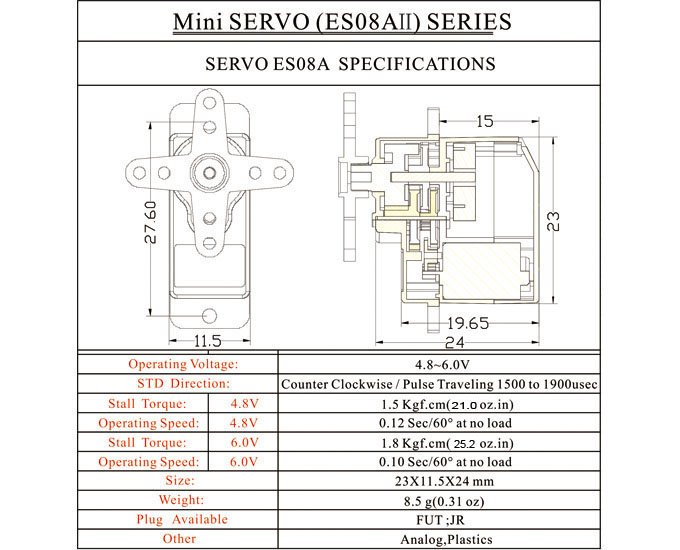 Mini SERVO (ES08AII) SERIES
SERVO ES08A SPECIFICATIONS
15
27.60
23
11.5
19.65
24
Operating Voltage: 4.8~6.0V
STD Direction: Counter Clockwise / Pulse Traveling 1500 to 1900usec
Stall Torque: 4.8V 1.5 Kgf.cm(21.0 oz.in)
Operating Speed: 4.8V 0.12 Sec/60° at no load
Stall Torque: 6.0V 1.8 Kgf.cm( 25.2 oz.in)
Operating Speed: 6.0V 0.10 Sec/60° at no load
Size: 23X11.5X24 mm
Weight: 8.5 g(0.31 oz)
Plug Available FUT ;JR
Other Analog,Plastics